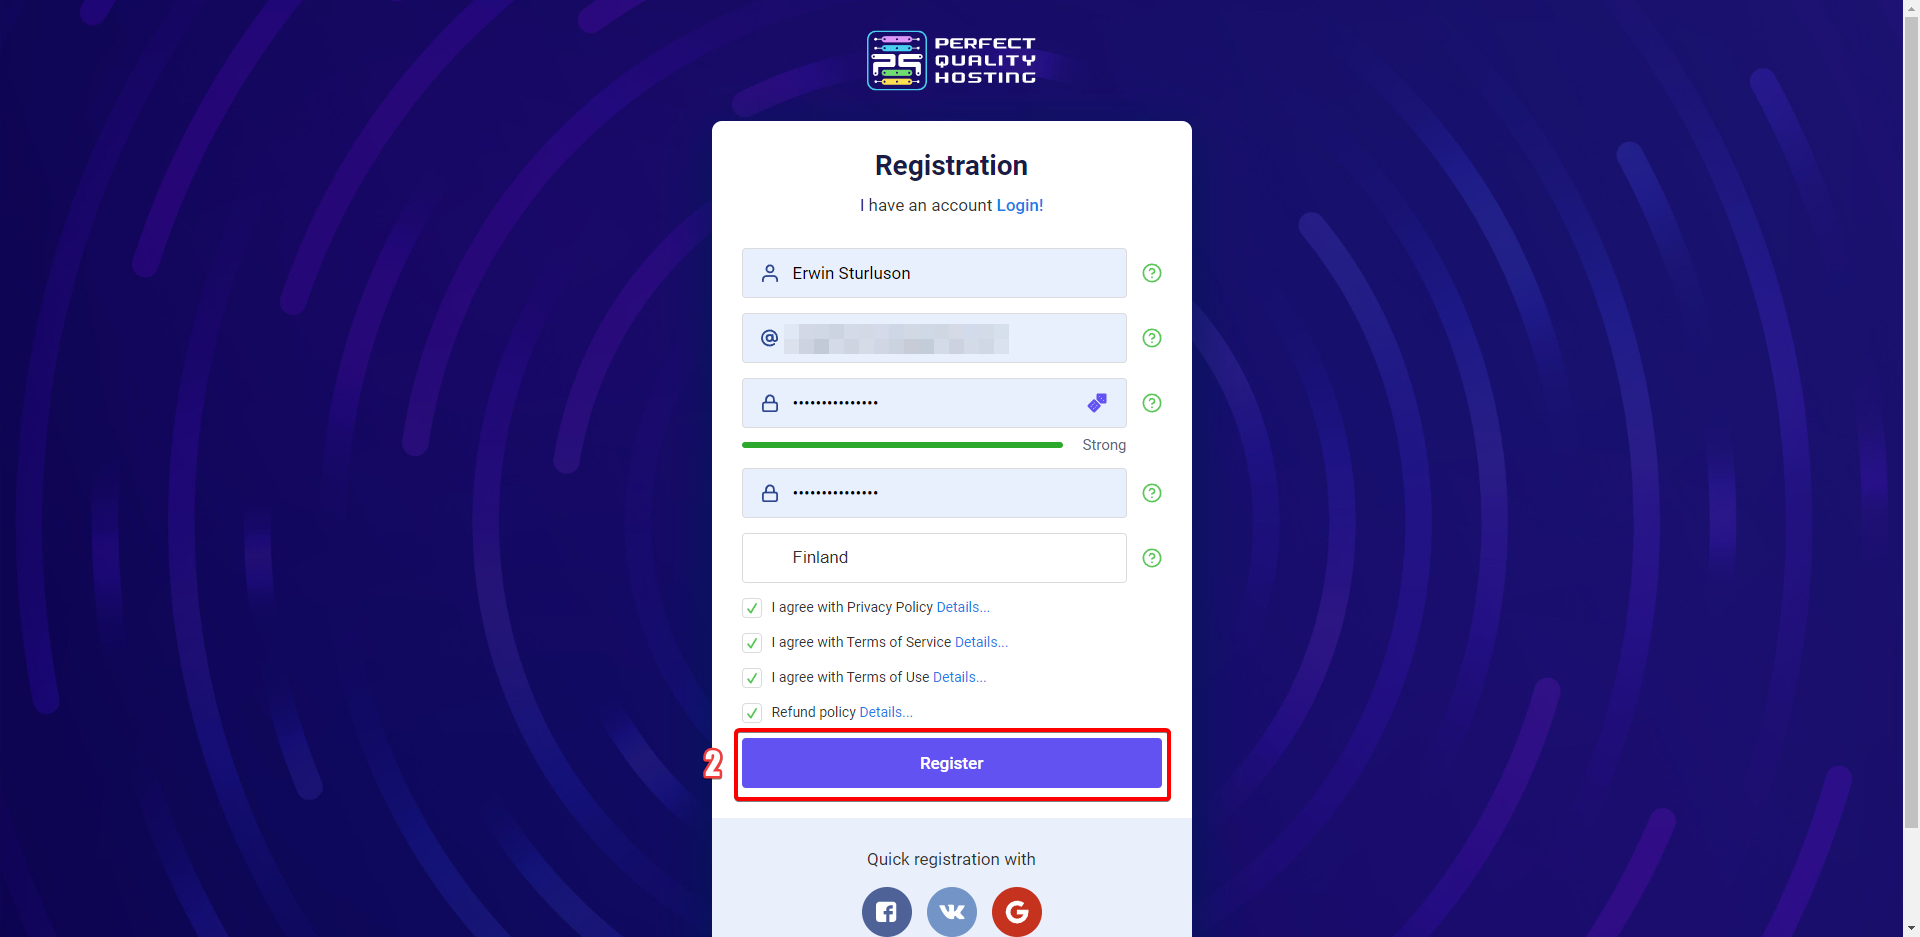 PERFECT
QUALITY
HOSTING
Registration
I have an account Login!
Erwin Sturluson
@
•••••••••••••••
Strong
•••••••••••••••
Finland
I agree with Privacy Policy Details...
I agree with Terms of Service Details...
I agree with Terms of Use Details...
Refund policy Details...
2
Register
Quick registration with